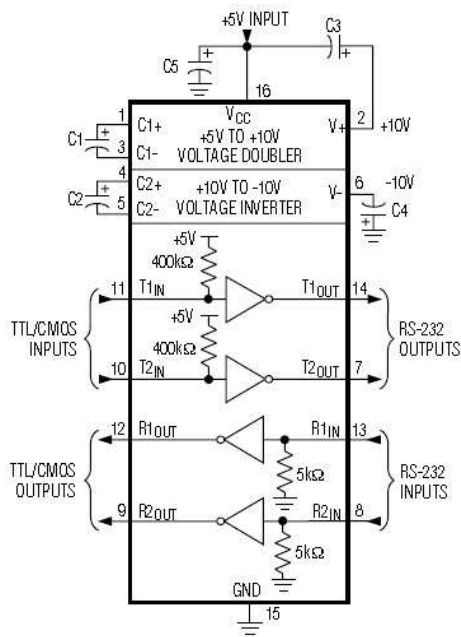 +5V INPUT
C3
C5
+
+
16
1
C1+
VCC
V+
2
+10V
+
C1
3
C1-
+5V TO +10V
VOLTAGE DOUBLER
4
C2+
+
C2
5
C2-
+10V TO -10V
VOLTAGE INVERTER
V-
6
-10V
C4
+
+5V
400kΩ
11
T1IN
T1OUT
14
+5V
400kΩ
TTL/CMOS
INPUTS
RS-232
OUTPUTS
10
T2IN
T2OUT
7
12
R1OUT
R1IN
13
5kΩ
TTL/CMOS
OUTPUTS
RS-232
INPUTS
9
R2OUT
R2IN
8
5kΩ
GND
15